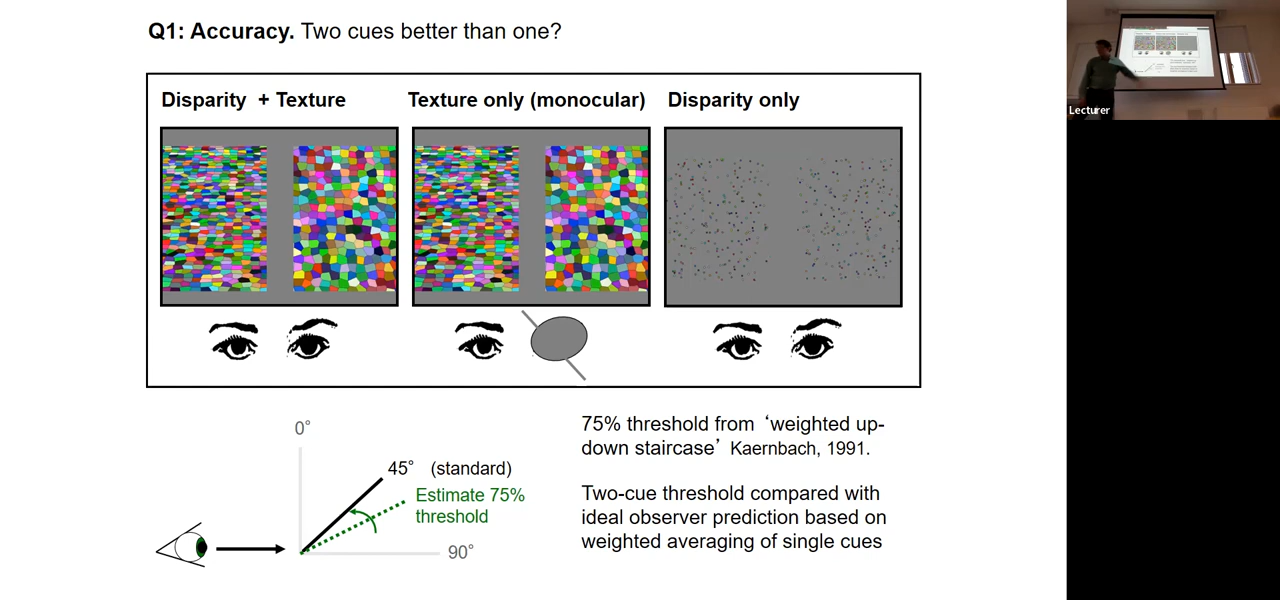 Q1: Accuracy. Two cues better than one?
Disparity + Texture
Texture only (monocular)
Disparity only
0°
45° (standard)
Estimate 75%
threshold
90°
75% threshold from ‘weighted up-
down staircase’ Kaernbach, 1991.
Two-cue threshold compared with
ideal observer prediction based on
weighted averaging of single cues
Lecturer